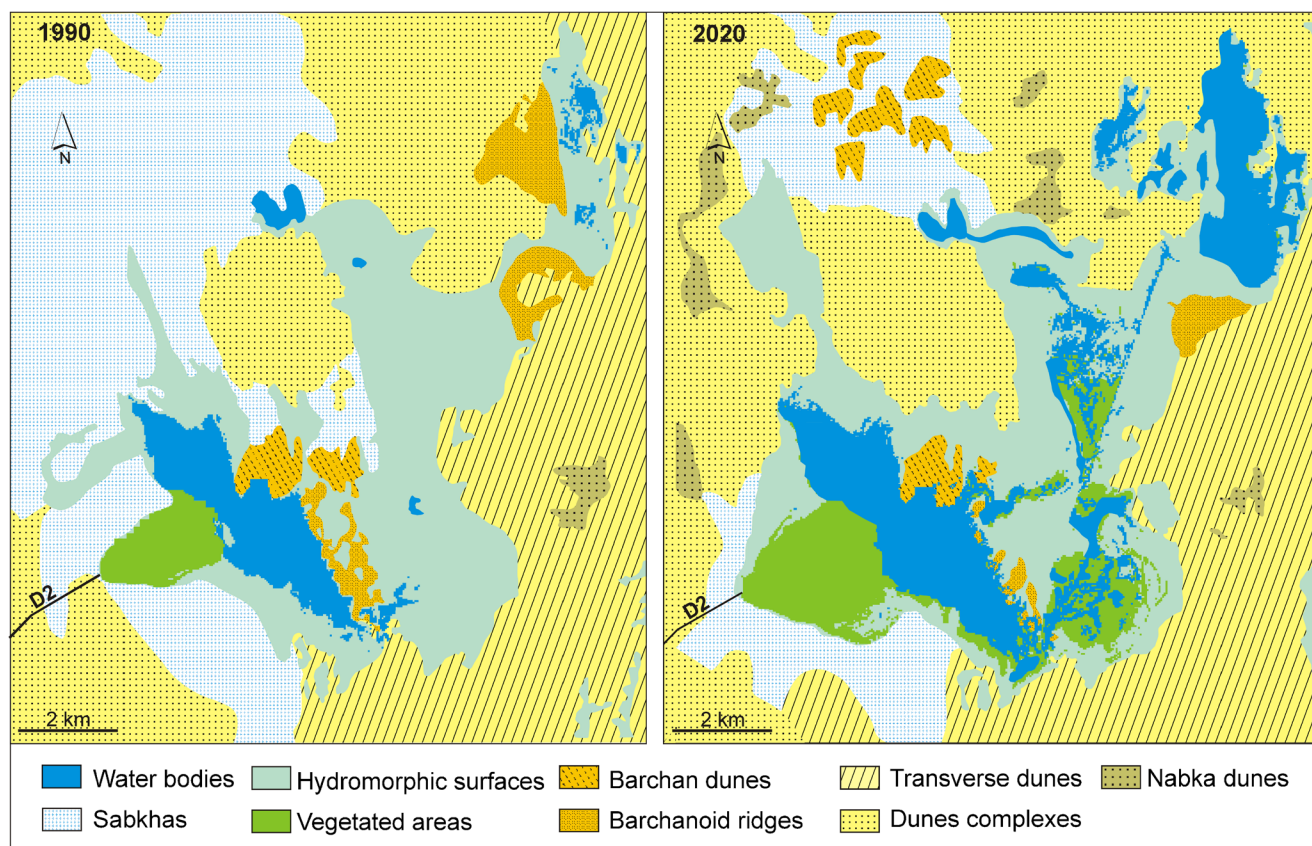 1990
N
D2
2 km
2020
N
D2
2 km
Water bodies
Hydromorphic surfaces
Barchan dunes
Transverse dunes
Nabka dunes
Sabkhas
Vegetated areas
Barchanoid ridges
Dunes complexes